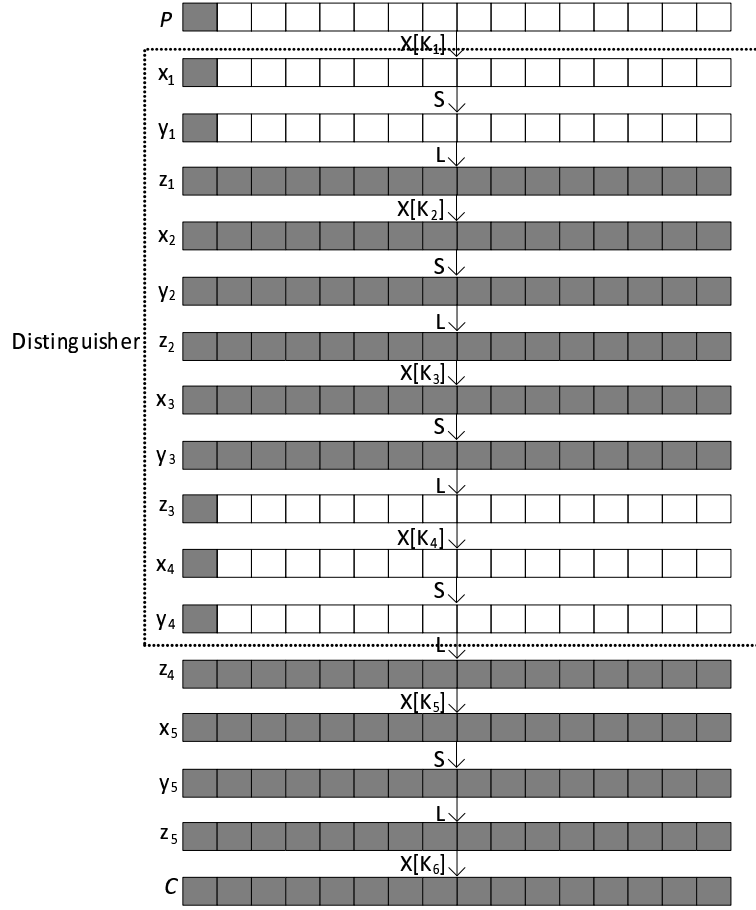 P
X[K₁]
x₁
S
y₁
L
z₁
X[K₂]
x₂
S
y₂
L
Distinguisher
z₂
X[K₃]
x₃
S
y₃
L
z₃
X[K₄]
x₄
S
y₄
L
z₄
X[K₅]
x₅
S
y₅
L
z₅
X[K₆]
C